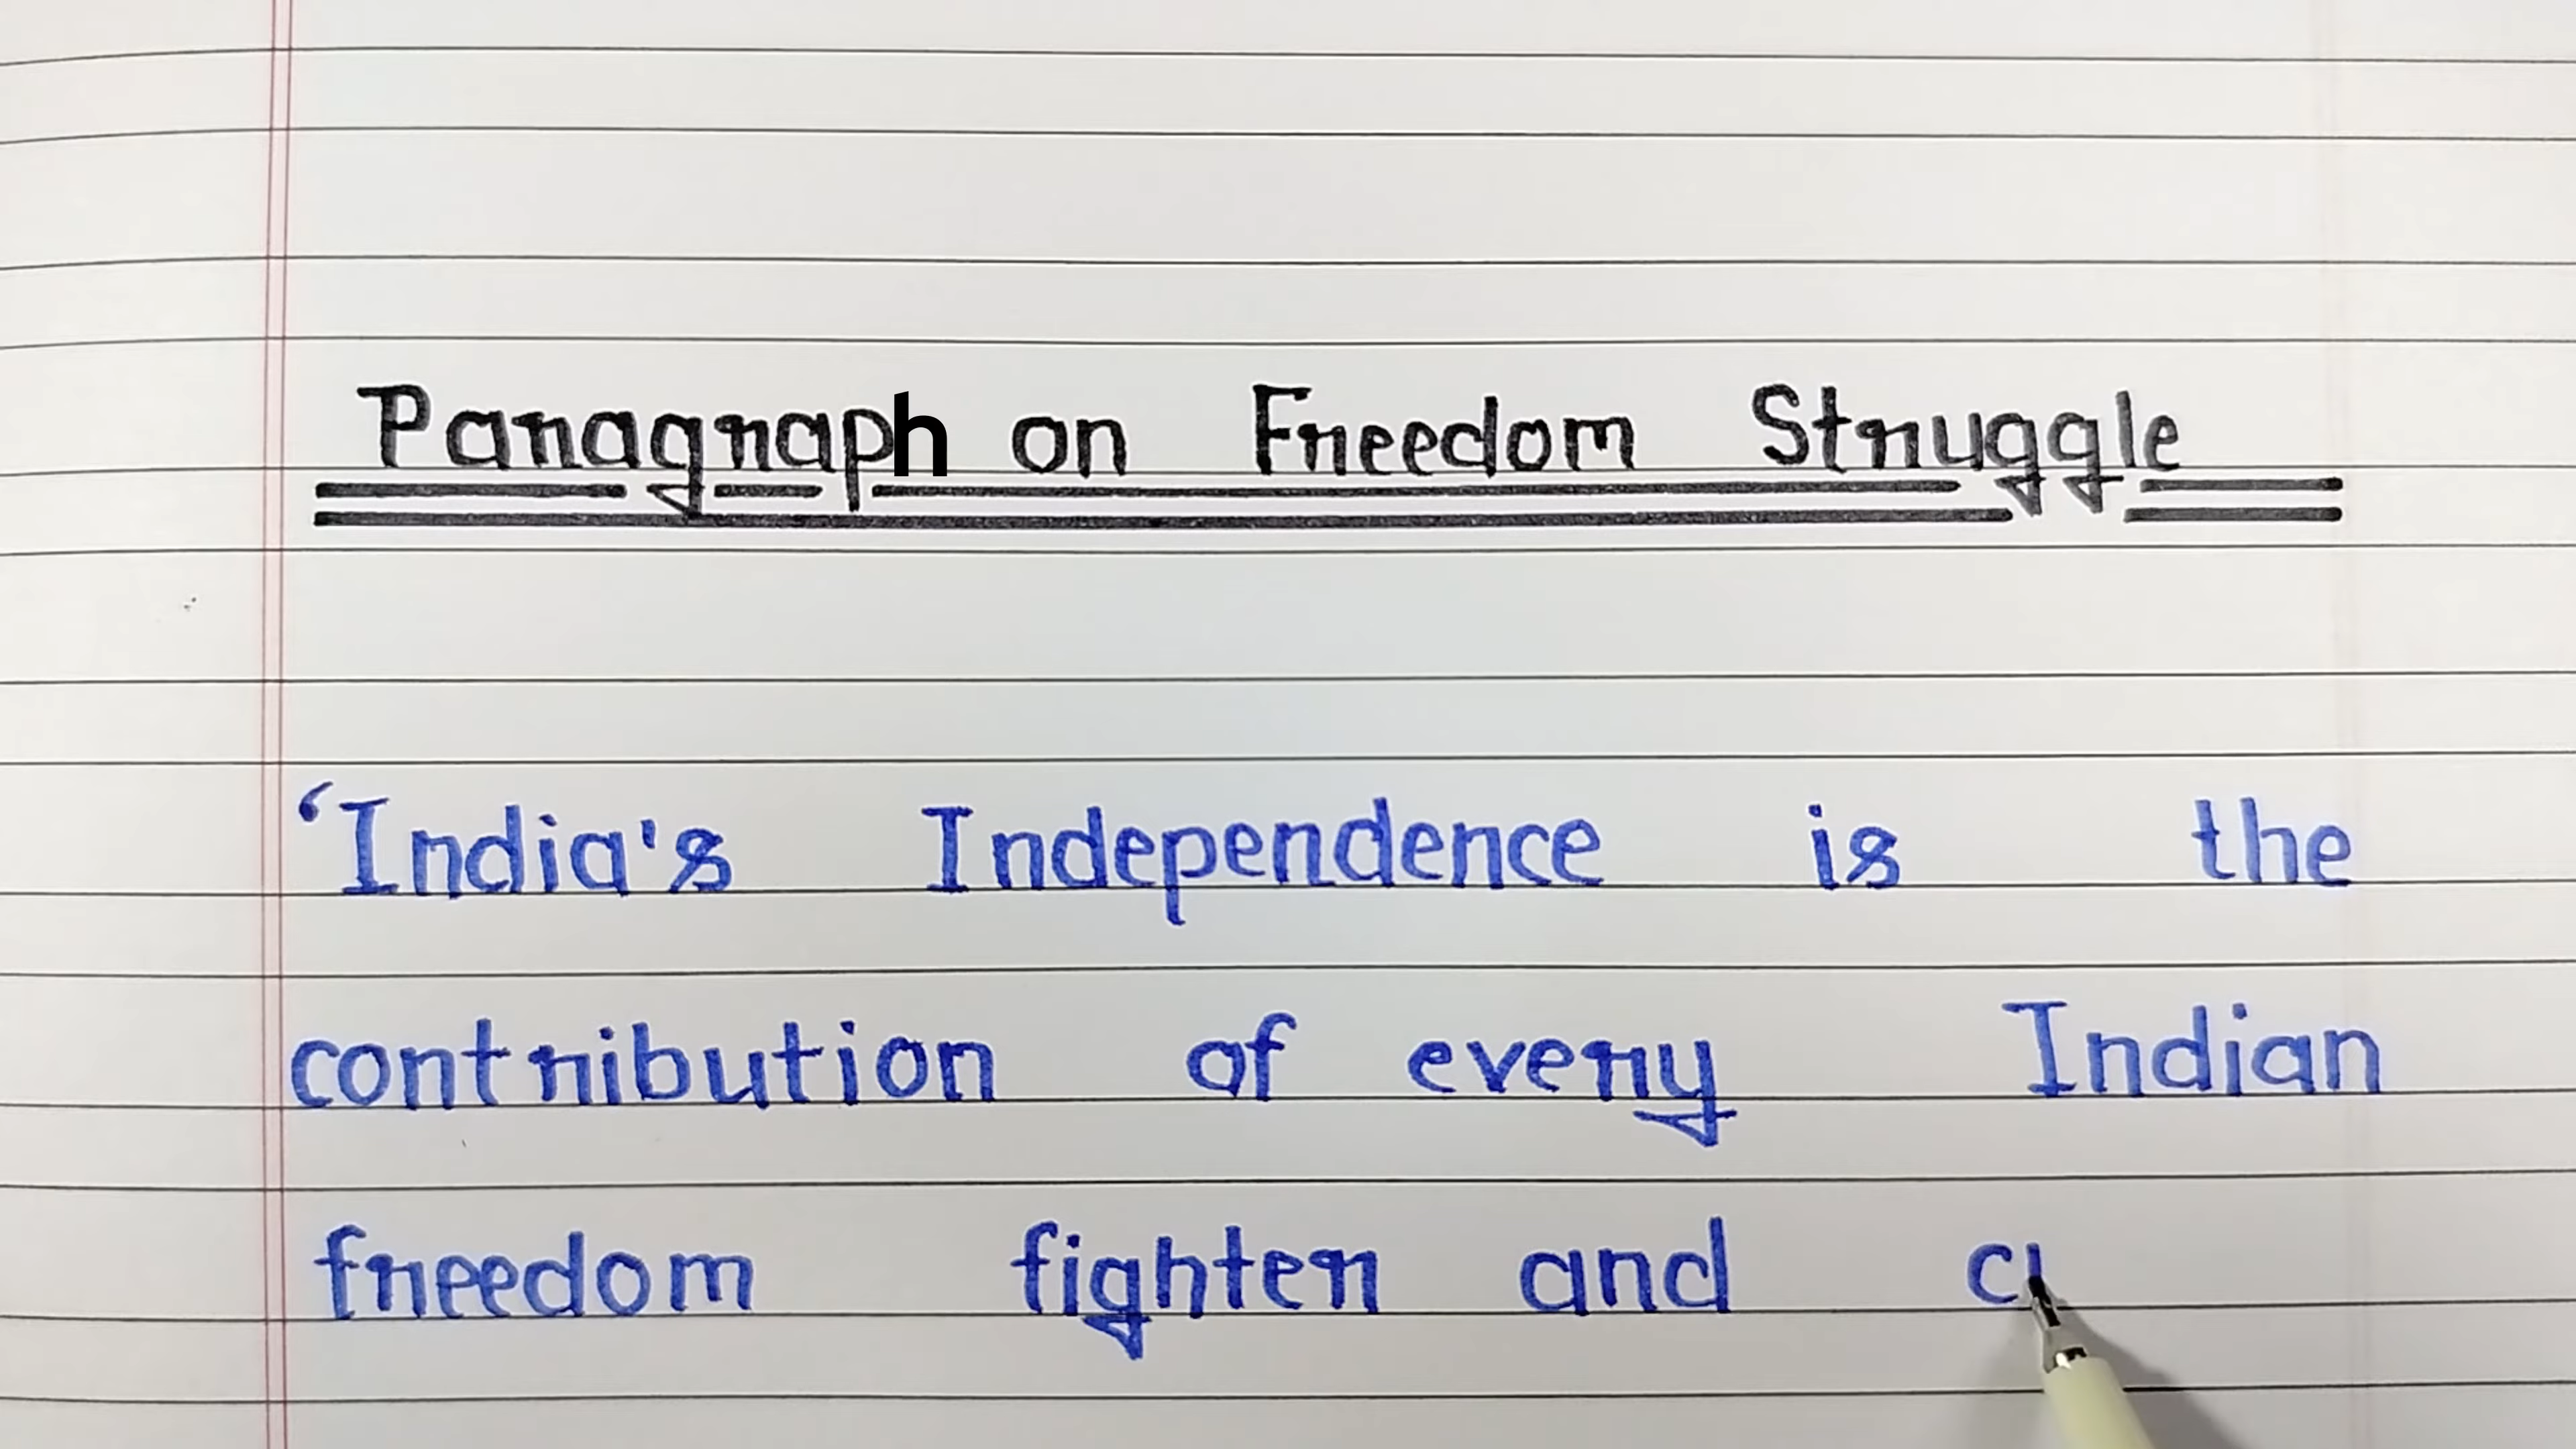 Paragraph on Freedom Struggle
‘India's Independence is the
contribution of every Indian
freedom fighter and